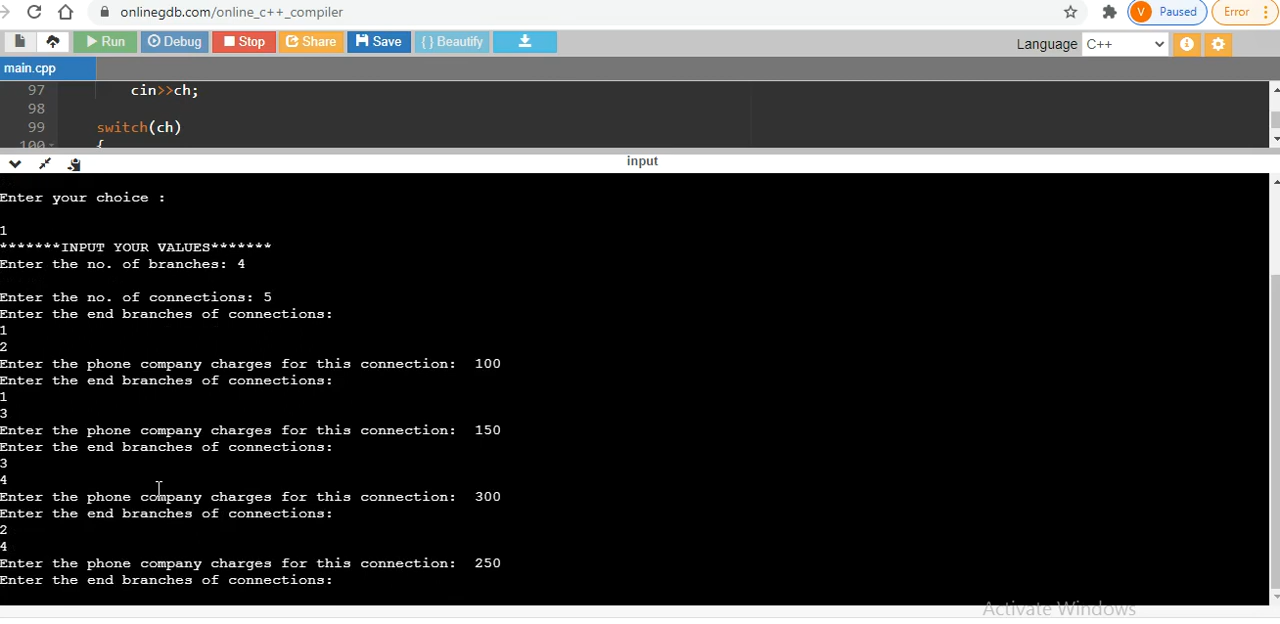 onlinegdb.com/online_c++_compiler
V Paused Error
Run Debug Stop Share Save { } Beautify Language C++
main.cpp
97 cin>>ch;
98
99 switch(ch)
100 {
input
Enter your choice :
1
*******INPUT YOUR VALUES*******
Enter the no. of branches: 4
Enter the no. of connections: 5
Enter the end branches of connections:
1
2
Enter the phone company charges for this connection: 100
Enter the end branches of connections:
1
3
Enter the phone company charges for this connection: 150
Enter the end branches of connections:
3
4
Enter the phone company charges for this connection: 300
Enter the end branches of connections:
2
4
Enter the phone company charges for this connection: 250
Enter the end branches of connections:
Activate Windows